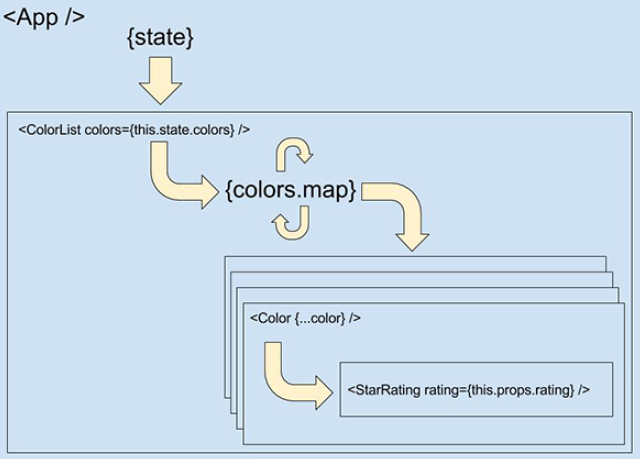 <App />
{state}
<ColorList colors={this.state.colors} />
{colors.map}
<Color {...color} />
<StarRating rating={this.props.rating} />